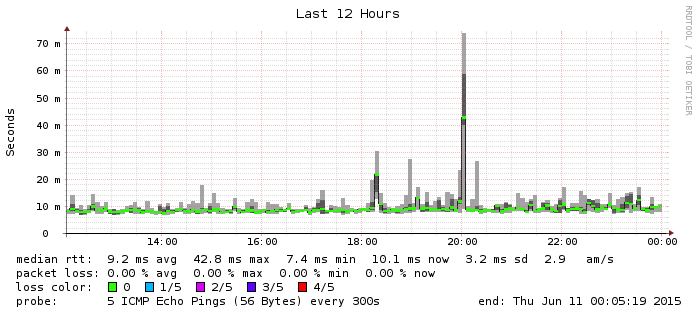 Last 12 Hours
RRDTOOL / TOBI OETIKER
Seconds
70 m
60 m
50 m
40 m
30 m
20 m
10 m
0
14:00 16:00 18:00 20:00 22:00 00:00
median rtt: 9.2 ms avg 42.8 ms max 7.4 ms min 10.1 ms now 3.2 ms sd 2.9 am/s
packet loss: 0.00 % avg 0.00 % max 0.00 % min 0.00 % now
loss color: 0 1/5 2/5 3/5 4/5
probe: 5 ICMP Echo Pings (56 Bytes) every 300s end: Thu Jun 11 00:05:19 2015